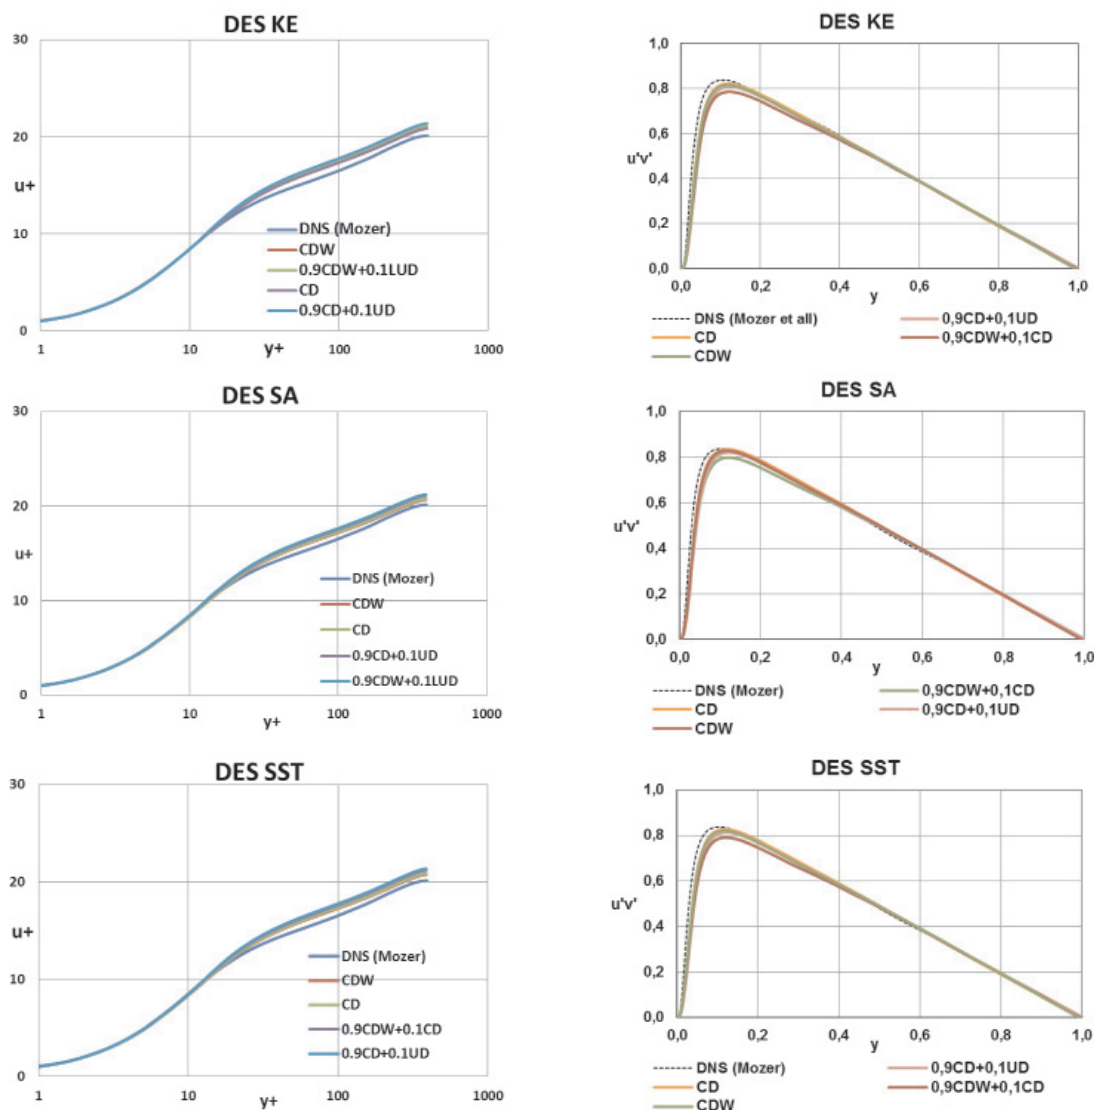 DES KE
30
20
u+
10
0
1
10
100
1000
y+
DNS (Mozer)
CDW
0.9CDW+0.1LUD
CD
0.9CD+0.1UD
DES KE
1,0
0,8
0,6
u'v'
0,4
0,2
0,0
0,0
0,2
0,4
0,6
0,8
1,0
y
DNS (Mozer et all)
0,9CD+0,1UD
CD
0,9CDW+0,1CD
CDW
DES SA
30
20
u+
10
0
1
10
100
1000
y+
DNS (Mozer)
CDW
CD
0.9CD+0.1UD
0.9CDW+0.1LUD
DES SA
1,0
0,8
0,6
u'v'
0,4
0,2
0,0
0,0
0,2
0,4
0,6
0,8
1,0
y
DNS (Mozer)
0,9CDW+0,1CD
CD
0,9CD+0,1UD
CDW
DES SST
30
20
u+
10
0
1
10
100
1000
y+
DNS (Mozer)
CDW
CD
0.9CDW+0.1CD
0.9CD+0.1UD
DES SST
1,0
0,8
0,6
u'v'
0,4
0,2
0,0
0,0
0,2
0,4
0,6
0,8
1,0
y
DNS (Mozer)
0,9CD+0,1UD
CD
0,9CDW+0,1CD
CDW